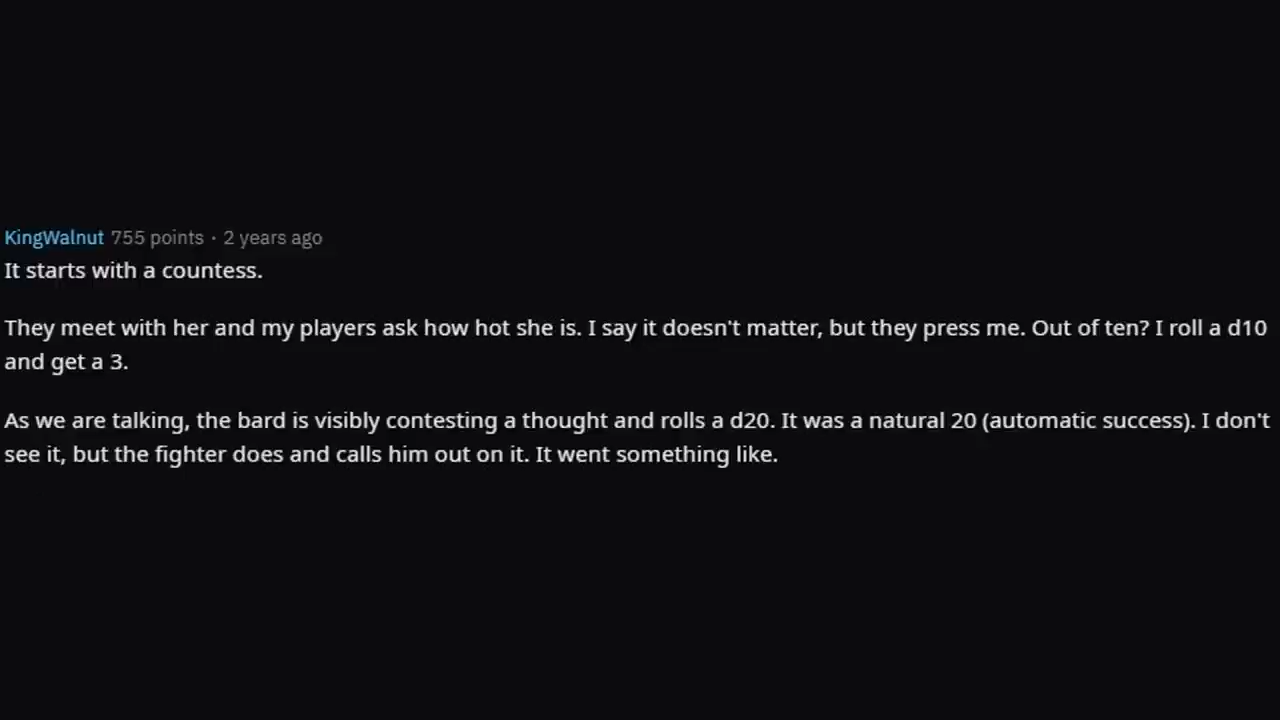 KingWalnut 755 points · 2 years ago
It starts with a countess.
They meet with her and my players ask how hot she is. I say it doesn't matter, but they press me. Out of ten? I roll a d10
and get a 3.
As we are talking, the bard is visibly contesting a thought and rolls a d20. It was a natural 20 (automatic success). I don't
see it, but the fighter does and calls him out on it. It went something like.